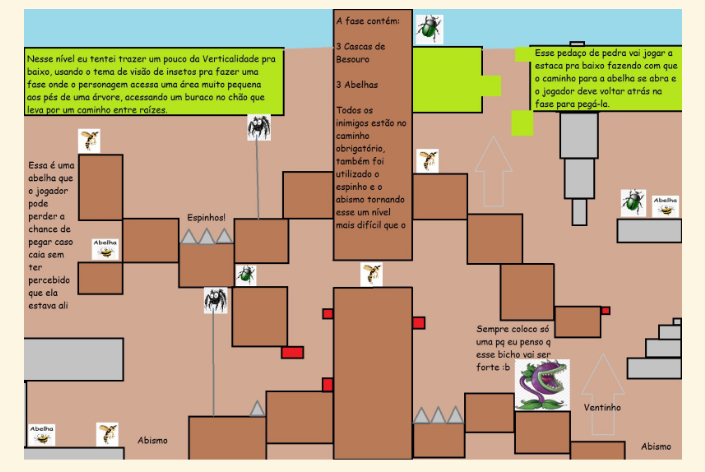 Nesse nível eu tentei trazer um pouco da Verticalidade pra
baixo, usando o tema de visão de insetos pra fazer uma
fase onde o personagem acessa uma área muito pequena
aos pés de uma árvore, acessando um buraco no chão que
leva por um caminho entre raízes.
A fase contém:
3 Cascas de
Besouro
3 Abelhas
Todos os
inimigos estão no
caminho
obrigatório,
também foi
utilizado o
espinho e o
abismo tornando
esse um nível
mais difícil que o
Esse pedaço de pedra vai jogar a
estaca pra baixo fazendo com que
o caminho para a abelha se abra e
o jogador deve voltar atrás na
fase para pegá-la.
Essa é uma
abelha que
o jogador
pode
perder a
chance de
pegar caso
caia sem
ter
percebido
que ela
estava ali
Espinhos!
Abelha
Abelha
Sempre coloco só
uma pq eu penso q
esse bicho vai ser
forte :b
Ventinho
Abelha
Abismo
Abismo